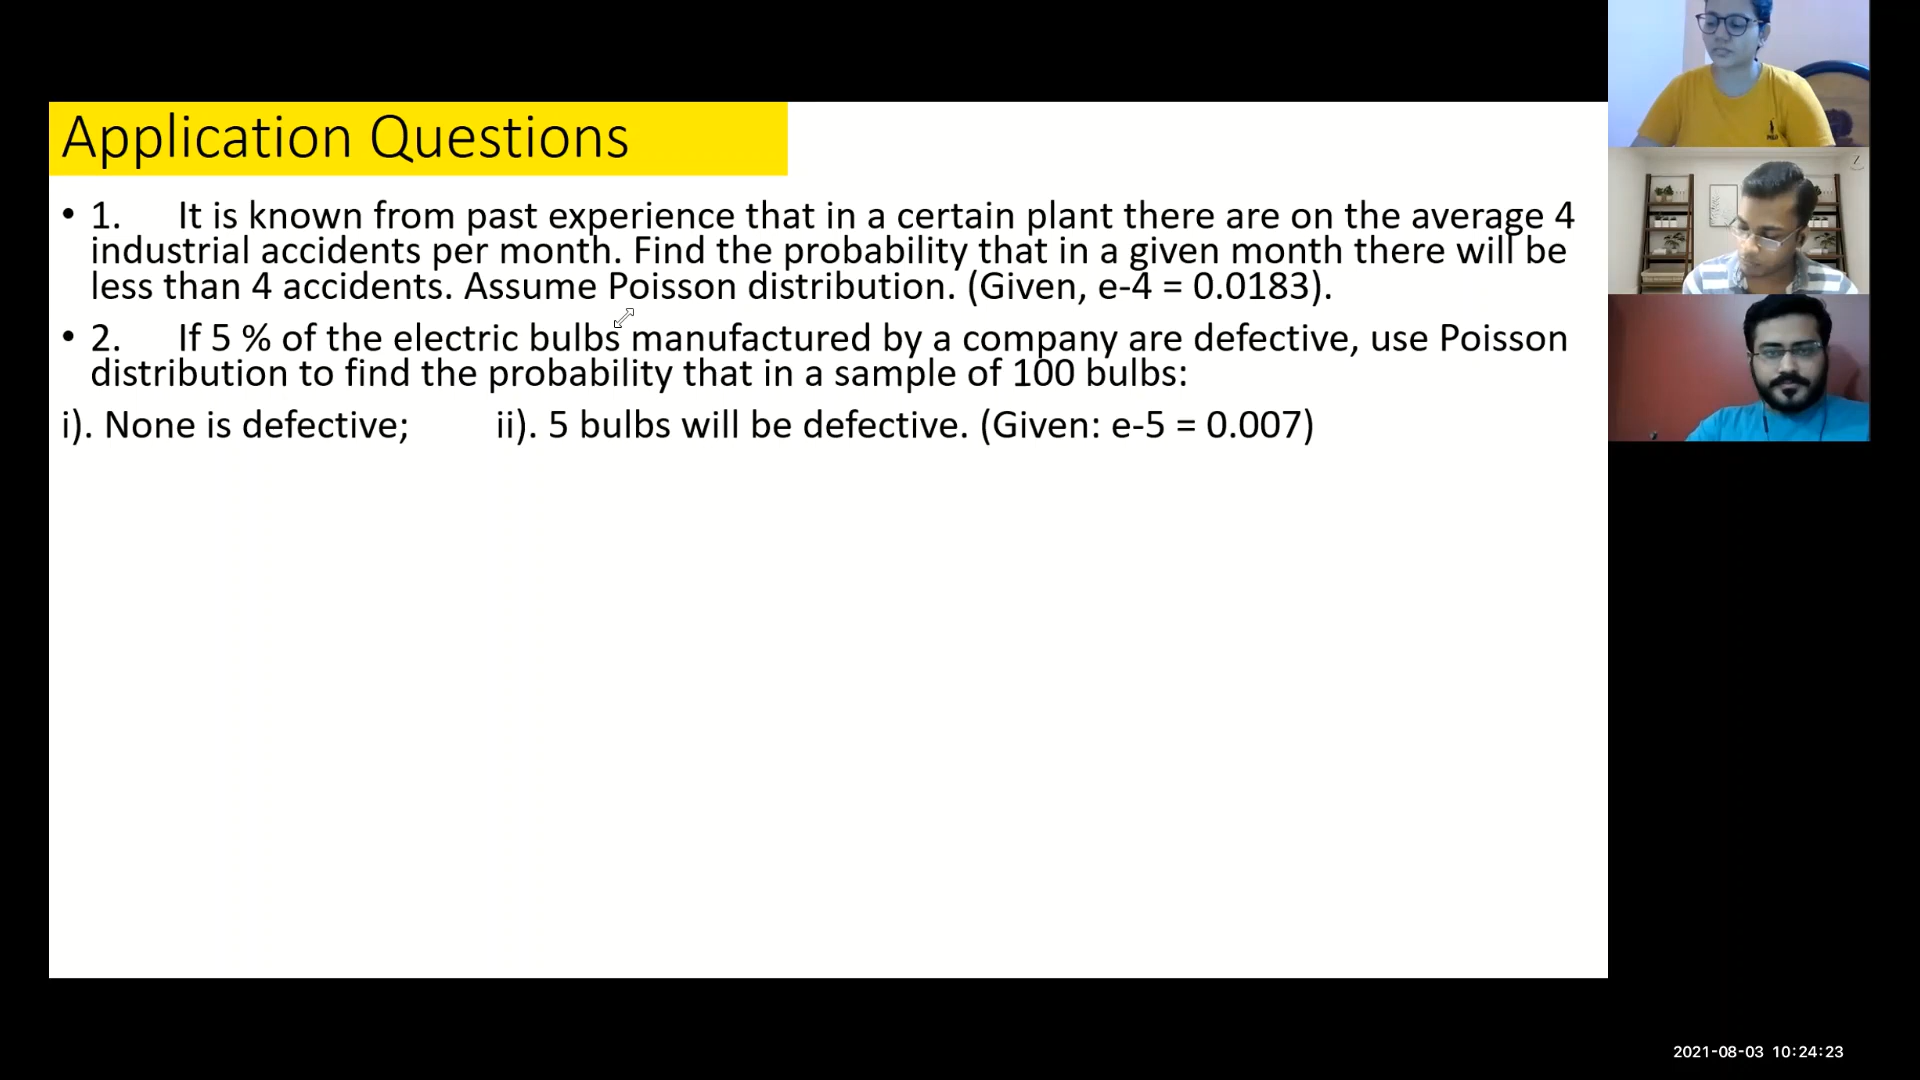 Application Questions
• 1. It is known from past experience that in a certain plant there are on the average 4
industrial accidents per month. Find the probability that in a given month there will be
less than 4 accidents. Assume Poisson distribution. (Given, e-4 = 0.0183).
• 2. If 5 % of the electric bulbs manufactured by a company are defective, use Poisson
distribution to find the probability that in a sample of 100 bulbs:
i). None is defective; ii). 5 bulbs will be defective. (Given: e-5 = 0.007)
2021-08-03 10:24:23